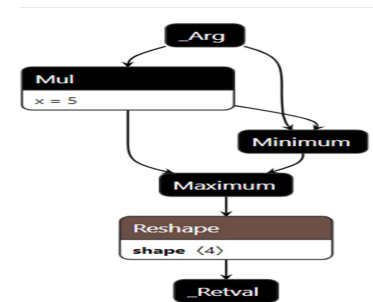 _Arg
Mul
x = 5
Minimum
Maximum
Reshape
shape ⟨4⟩
_Retval